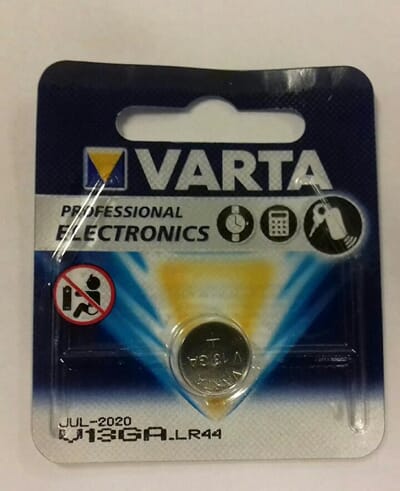 VARTA
PROFESSIONAL
ELECTRONICS
V13GA
VARTA
JUL-2020
V13GA.LR44